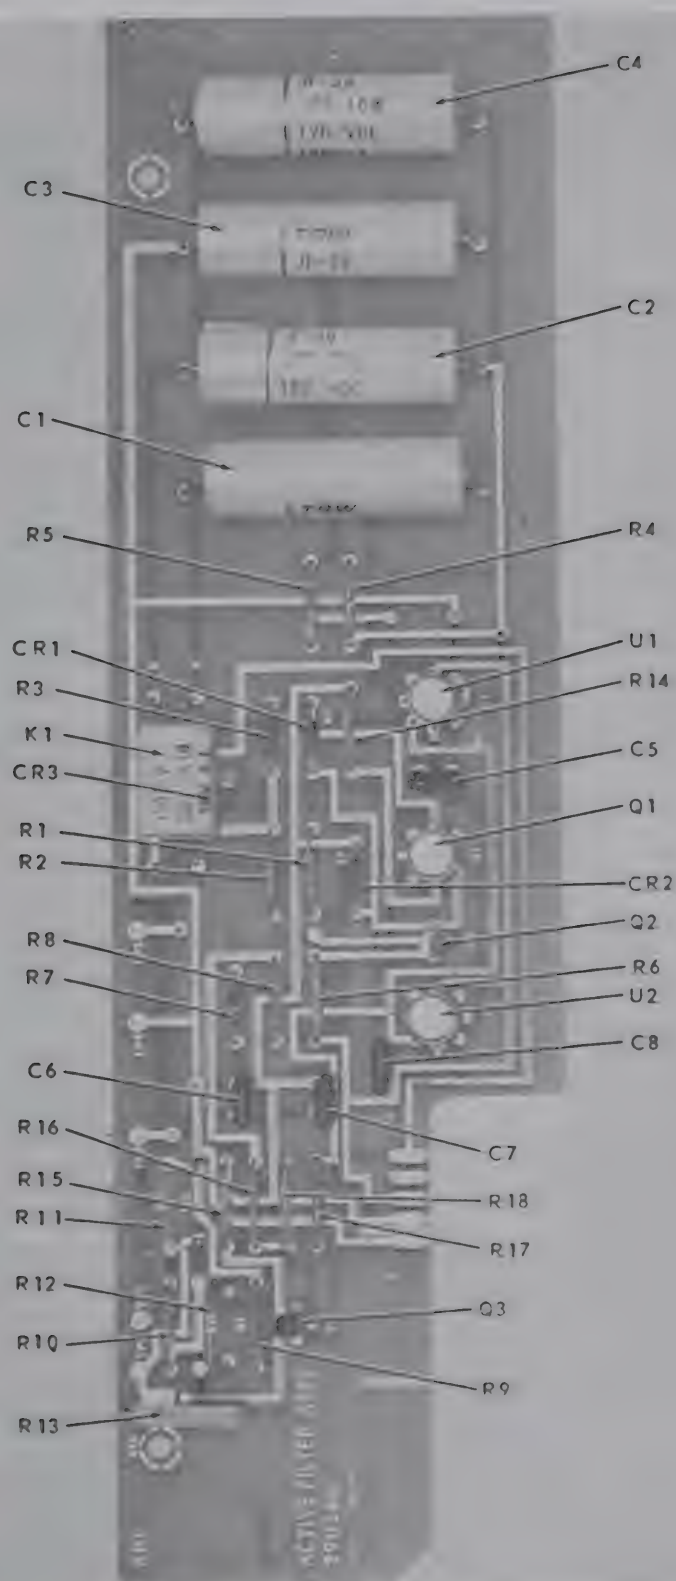 C4
C3
C2
C1
R5
R4
CR1
U1
R3
R14
K1
C5
CR3
Q1
R1
R2
CR2
Q2
R8
R6
R7
U2
C8
C6
C7
R16
R15
R18
R11
R17
R12
Q3
R10
R9
R13
ACTIVE FILTER